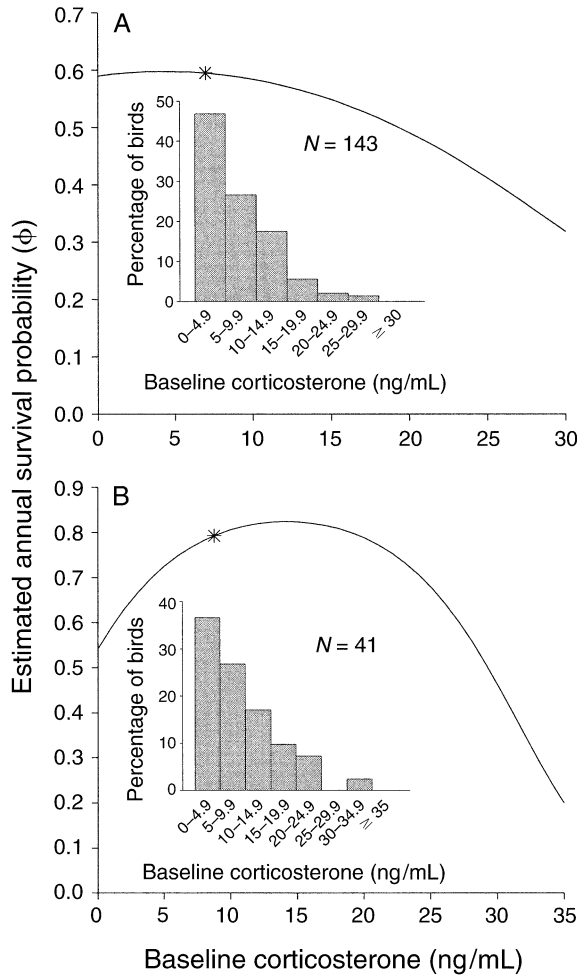 Estimated annual survival probability (ϕ)
A
0.7
0.6
0.5
0.4
0.3
0.2
0.1
0.0
0 5 10 15 20 25 30
Percentage of birds
50
40
30
20
10
0
N = 143
0–4.9 5–9.9 10–14.9 15–19.9 20–24.9 25–29.9 ≥ 30
Baseline corticosterone (ng/mL)
B
0.9
0.8
0.7
0.6
0.5
0.4
0.3
0.2
0.1
0.0
0 5 10 15 20 25 30 35
Percentage of birds
40
30
20
10
0
N = 41
0–4.9 5–9.9 10–14.9 15–19.9 20–24.9 25–29.9 30–34.9 ≥ 35
Baseline corticosterone (ng/mL)
Baseline corticosterone (ng/mL)